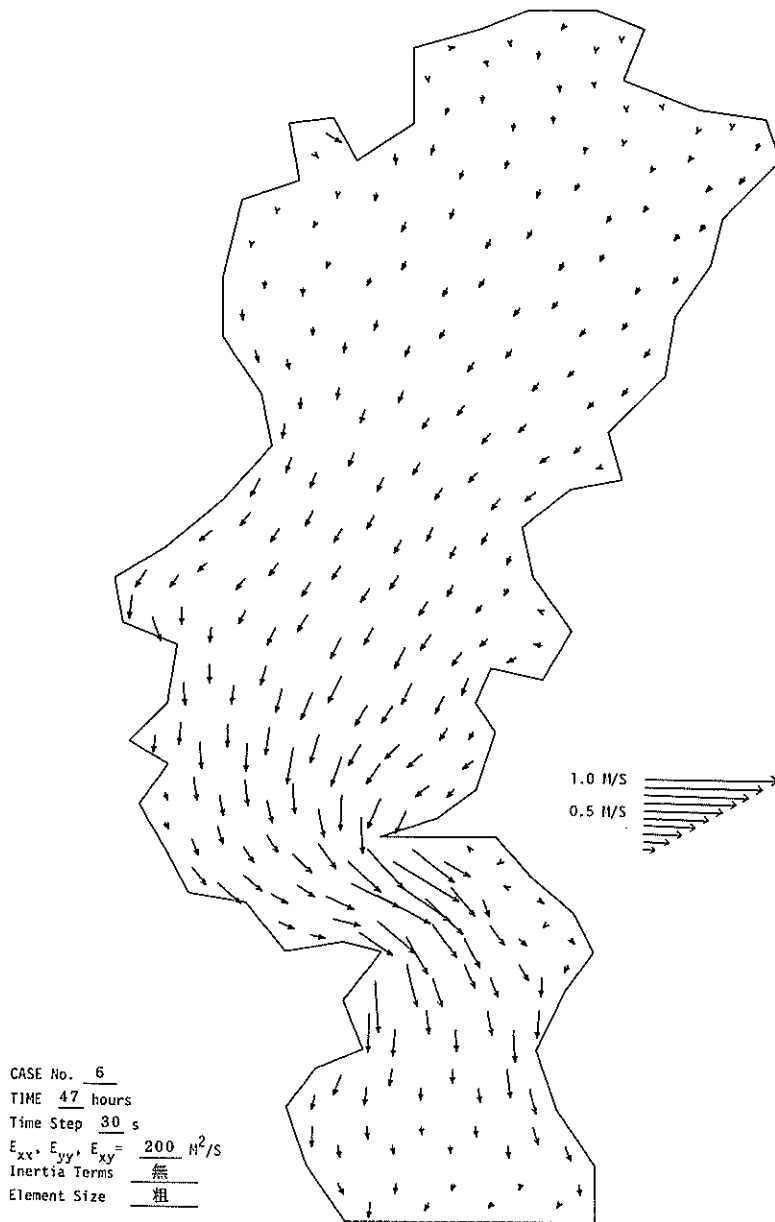 1.0 M/S
0.5 M/S
CASE No. 6
TIME 47 hours
Time Step 30 s
Exx, Eyy, Exy= 200 M²/S
Inertia Terms 無
Element Size 粗